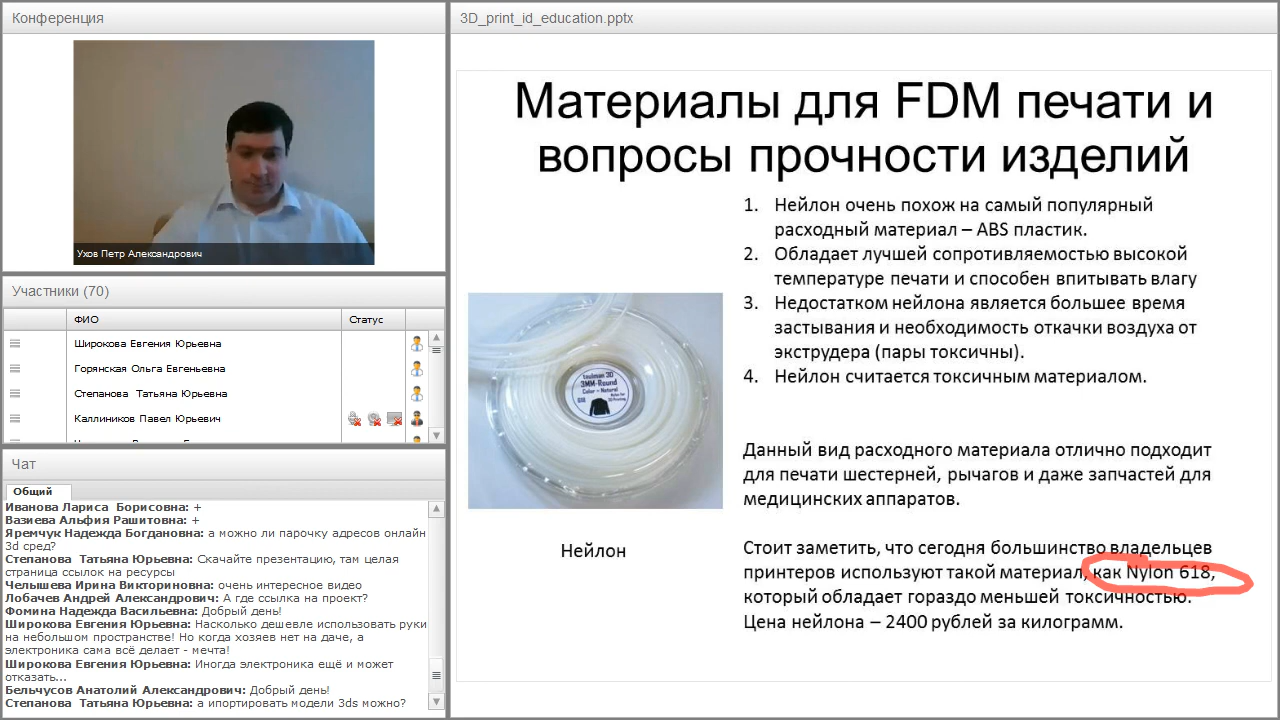 Конференция
Ухов Петр Александрович
Участники (70)
ФИО
Статус
Широкова Евгения Юрьевна
Горянская Ольга Евгеньевна
Степанова Татьяна Юрьевна
Каллиников Павел Юрьевич
Чат
Общий
Иванова Лариса Борисовна: +
Вазиева Альфия Рашитовна: +
Яремчук Надежда Богдановна: а можно ли парочку адресов онлайн
3d сред?
Степанова Татьяна Юрьевна: Скачайте презентацию, там целая
страница ссылок на ресурсы
Челышева Ирина Викториновна: очень интересное видео
Лобачев Андрей Александрович: А где ссылка на проект?
Фомина Надежда Васильевна: Добрый день!
Широкова Евгения Юрьевна: Насколько дешевле использовать руки
на небольшом пространстве! Но когда хозяев нет на даче, а
электроника сама всё делает - мечта!
Широкова Евгения Юрьевна: Иногда электроника ещё и может
отказать...
Бельчусов Анатолий Александрович: Добрый день!
Степанова Татьяна Юрьевна: а ипортировать модели 3ds можно?
3D_print_id_education.pptx
Материалы для FDM печати и
вопросы прочности изделий
1. Нейлон очень похож на самый популярный
расходный материал – ABS пластик.
2. Обладает лучшей сопротивляемостью высокой
температуре печати и способен впитывать влагу
3. Недостатком нейлона является большее время
застывания и необходимость откачки воздуха от
экструдера (пары токсичны).
4. Нейлон считается токсичным материалом.
taulman 3D
3MM-Round
Color - Natural
618
Нейлон
Данный вид расходного материала отлично подходит
для печати шестерней, рычагов и даже запчастей для
медицинских аппаратов.
Стоит заметить, что сегодня большинство владельцев
принтеров используют такой материал, как Nylon 618,
который обладает гораздо меньшей токсичностью.
Цена нейлона – 2400 рублей за килограмм.